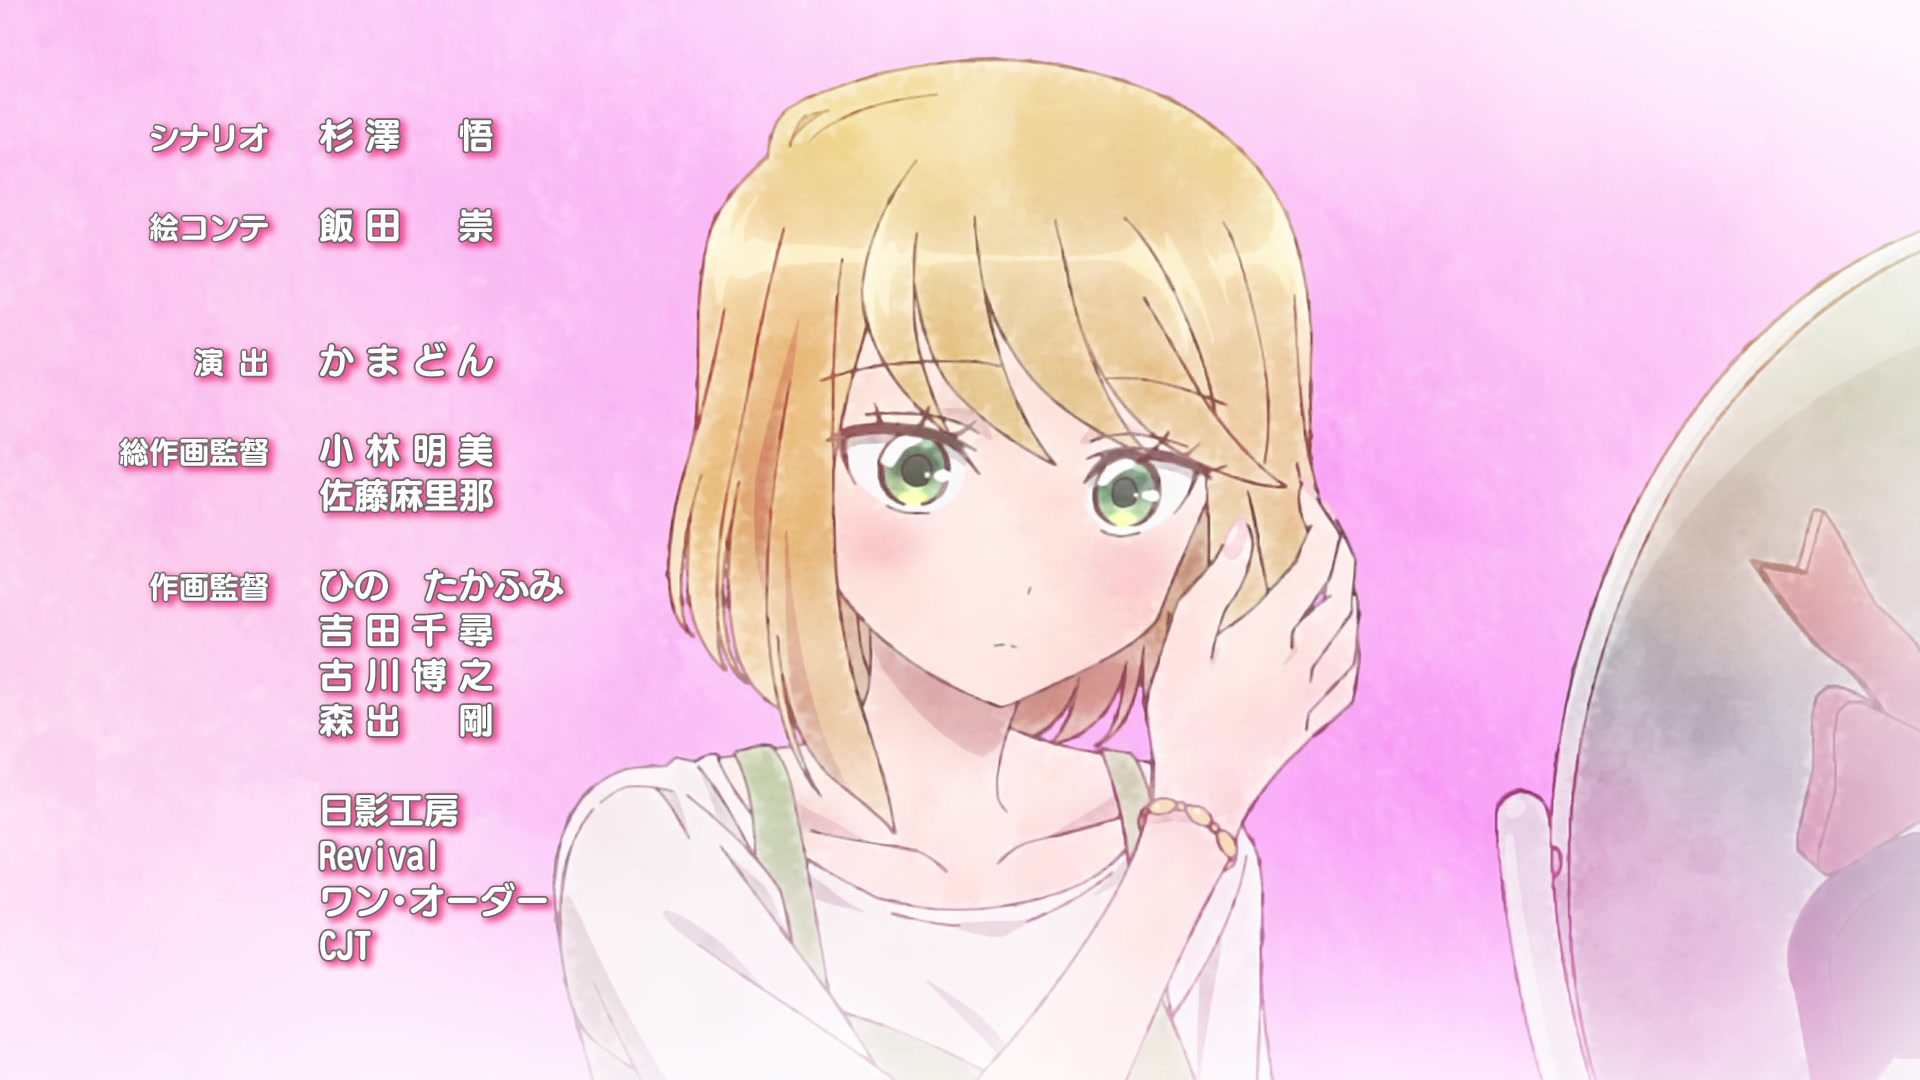 シナリオ 杉澤 悟
絵コンテ 飯田 崇
演出 かまどん
総作画監督 小林明美
佐藤麻里那
作画監督 ひの たかふみ
吉田千尋
古川博之
森出 剛
日影工房
Revival
ワン・オーダー
CJT